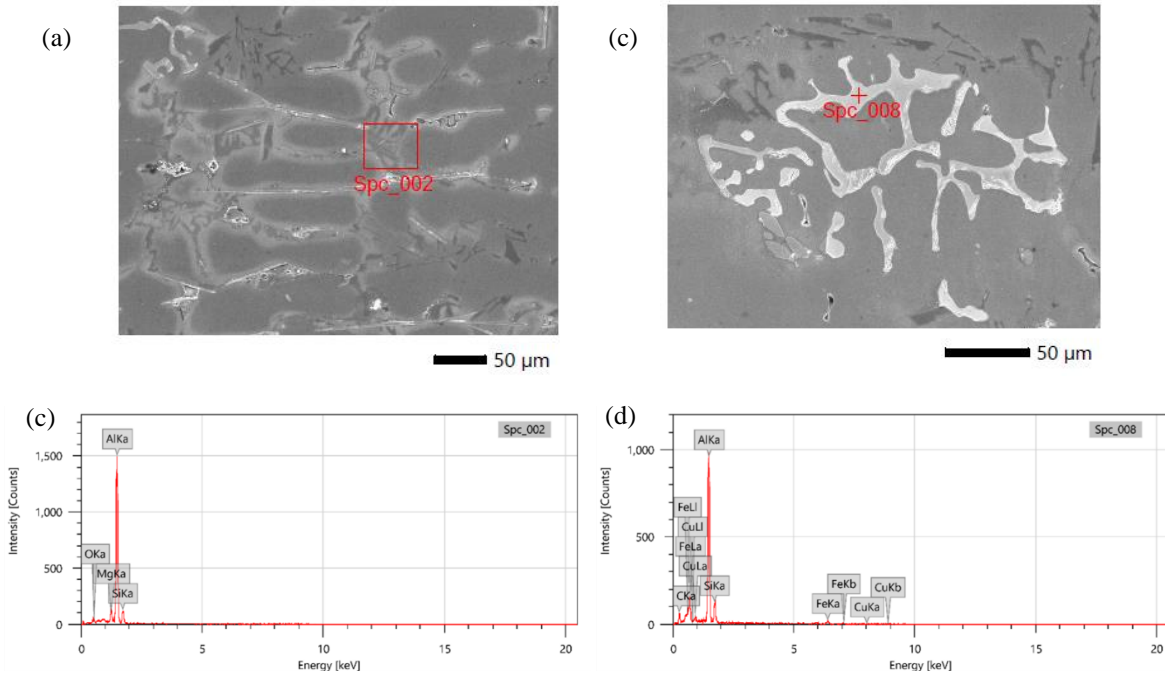 (a)
Spc_002
50 µm
(c)
Spc_008
50 µm
(c)
Spc_002
AlKa
OKa
MgKa
SiKa
Intensity [Counts]
1,500
1,000
500
0
0
5
10
15
20
Energy [keV]
(d)
Spc_008
AlKa
FeLl
CuLl
FeLa
CuLa
CKa
SiKa
FeKa
FeKb
CuKa
CuKb
Intensity [Counts]
1,000
500
0
0
5
10
15
20
Energy [keV]